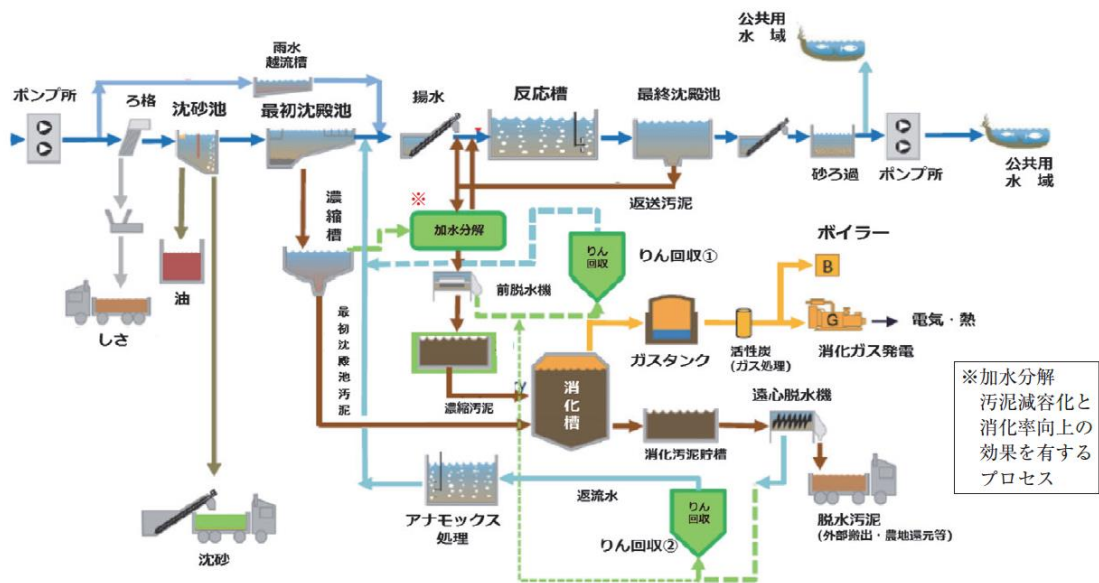 公共用
水　域
雨水
越流槽
ポンプ所
ろ格
沈砂池
最初沈殿池
揚水
反応槽
最終沈殿池
砂ろ過
ポンプ所
公共用
水　域
返送汚泥
濃縮槽
※
加水分解
りん
回収
りん回収①
ボイラー
B
前脱水機
油
しさ
最初沈殿池汚泥
ガスタンク
活性炭
(ガス処理)
G
消化ガス発電
電気・熱
濃縮汚泥
消化槽
消化汚泥貯槽
遠心脱水機
※加水分解
汚泥減容化と
消化率向上の
効果を有する
プロセス
返流水
アナモックス
処理
りん
回収
りん回収②
脱水汚泥
(外部搬出・農地還元等)
沈砂